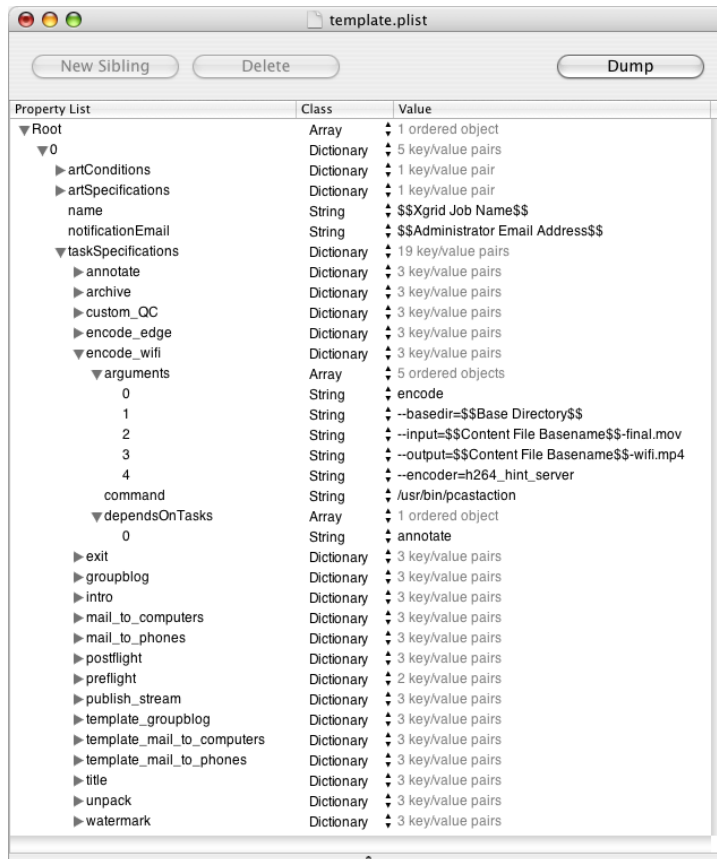 template.plist
New Sibling Delete Dump
Property List Class Value
Root Array 1 ordered object
0 Dictionary 5 key/value pairs
artConditions Dictionary 1 key/value pair
artSpecifications Dictionary 1 key/value pair
name String $$Xgrid Job Name$$
notificationEmail String $$Administrator Email Address$$
taskSpecifications Dictionary 19 key/value pairs
annotate Dictionary 3 key/value pairs
archive Dictionary 3 key/value pairs
custom_QC Dictionary 3 key/value pairs
encode_edge Dictionary 3 key/value pairs
encode_wifi Dictionary 3 key/value pairs
arguments Array 5 ordered objects
0 String encode
1 String --basedir=$$Base Directory$$
2 String --input=$$Content File Basename$$-final.mov
3 String --output=$$Content File Basename$$-wifi.mp4
4 String --encoder=h264_hint_server
command String /usr/bin/pcastaction
dependsOnTasks Array 1 ordered object
0 String annotate
exit Dictionary 3 key/value pairs
groupblog Dictionary 3 key/value pairs
intro Dictionary 3 key/value pairs
mail_to_computers Dictionary 3 key/value pairs
mail_to_phones Dictionary 3 key/value pairs
postflight Dictionary 3 key/value pairs
preflight Dictionary 2 key/value pairs
publish_stream Dictionary 3 key/value pairs
template_groupblog Dictionary 3 key/value pairs
template_mail_to_computers Dictionary 3 key/value pairs
template_mail_to_phones Dictionary 3 key/value pairs
title Dictionary 3 key/value pairs
unpack Dictionary 3 key/value pairs
watermark Dictionary 3 key/value pairs